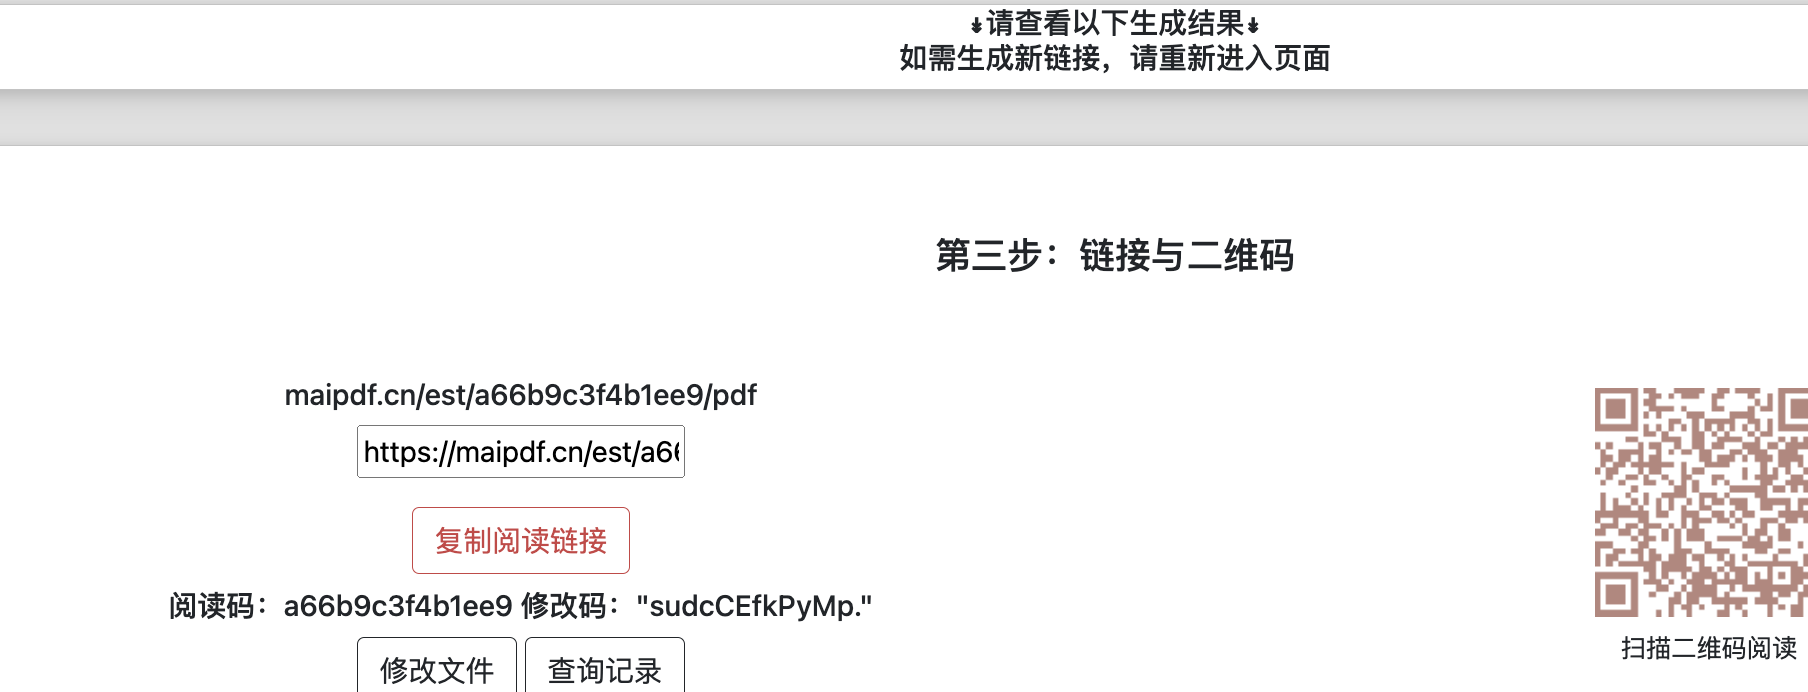 ↡请查看以下生成结果↡
如需生成新链接，请重新进入页面
第三步：链接与二维码
maipdf.cn/est/a66b9c3f4b1ee9/pdf
https://maipdf.cn/est/a66
复制阅读链接
阅读码：a66b9c3f4b1ee9 修改码："sudcCEfkPyMp."
修改文件 查询记录
扫描二维码阅读